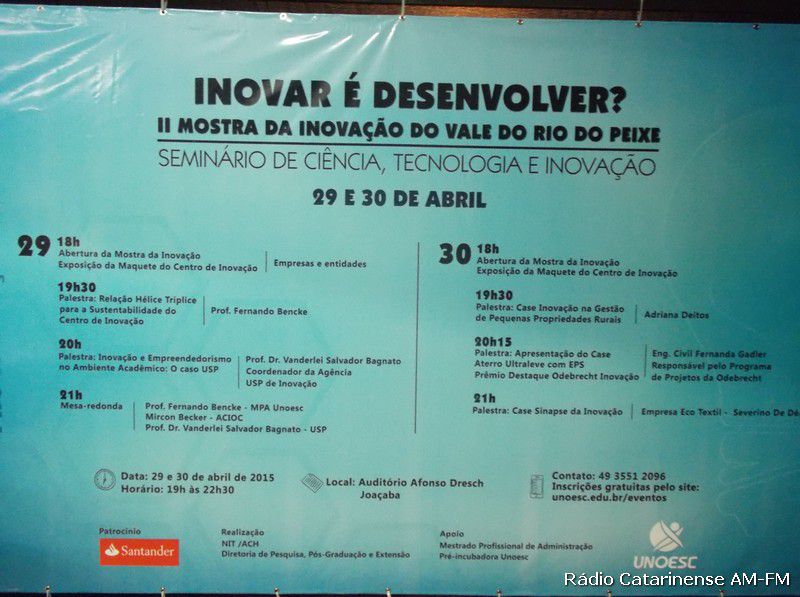 INOVAR É DESENVOLVER?
II MOSTRA DA INOVAÇÃO DO VALE DO RIO DO PEIXE
SEMINÁRIO DE CIÊNCIA, TECNOLOGIA E INOVAÇÃO
29 E 30 DE ABRIL
29
18h
Abertura da Mostra da Inovação
Exposição da Maquete do Centro de Inovação
Empresas e entidades
19h30
Palestra: Relação Hélice Tríplice
para a Sustentabilidade do
Centro de Inovação
Prof. Fernando Bencke
20h
Palestra: Inovação e Empreendedorismo
no Ambiente Acadêmico: O caso USP
Prof. Dr. Vanderlei Salvador Bagnato
Coordenador da Agência
USP de Inovação
21h
Mesa-redonda
Prof. Fernando Bencke - MPA Unoesc
Mircon Becker - ACIOC
Prof. Dr. Vanderlei Salvador Bagnato - USP
30
18h
Abertura da Mostra da Inovação
Exposição da Maquete do Centro de Inovação
19h30
Palestra: Case Inovação na Gestão
de Pequenas Propriedades Rurais
Adriana Deitos
20h15
Palestra: Apresentação do Case
Aterro Ultraleve com EPS
Prêmio Destaque Odebrecht Inovação
Eng. Civil Fernanda Gadler
Responsável pelo Programa
de Projetos da Odebrecht
21h
Palestra: Case Sinapse da Inovação
Empresa Eco Textil - Severino De Dé
Data: 29 e 30 de abril de 2015
Horário: 19h às 22h30
Local: Auditório Afonso Dresch
Joaçaba
Contato: 49 3551 2096
Inscrições gratuitas pelo site:
unoesc.edu.br/eventos
Patrocínio
Santander
Realização
NIT /ACH
Diretoria de Pesquisa, Pós-Graduação e Extensão
Apoio
Mestrado Profissional de Administração
Pré-incubadora Unoesc
UNOESC
Rádio Catarinense AM-FM